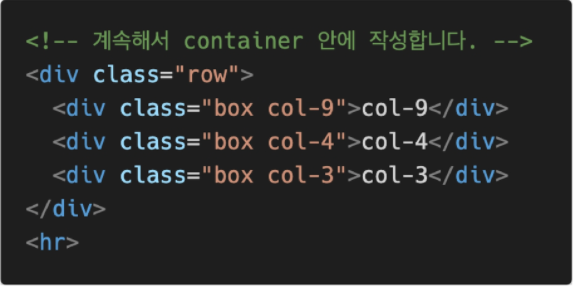 <!-- 계속해서 container 안에 작성합니다. -->
<div class="row">
  <div class="box col-9">col-9</div>
  <div class="box col-4">col-4</div>
  <div class="box col-3">col-3</div>
</div>
<hr>